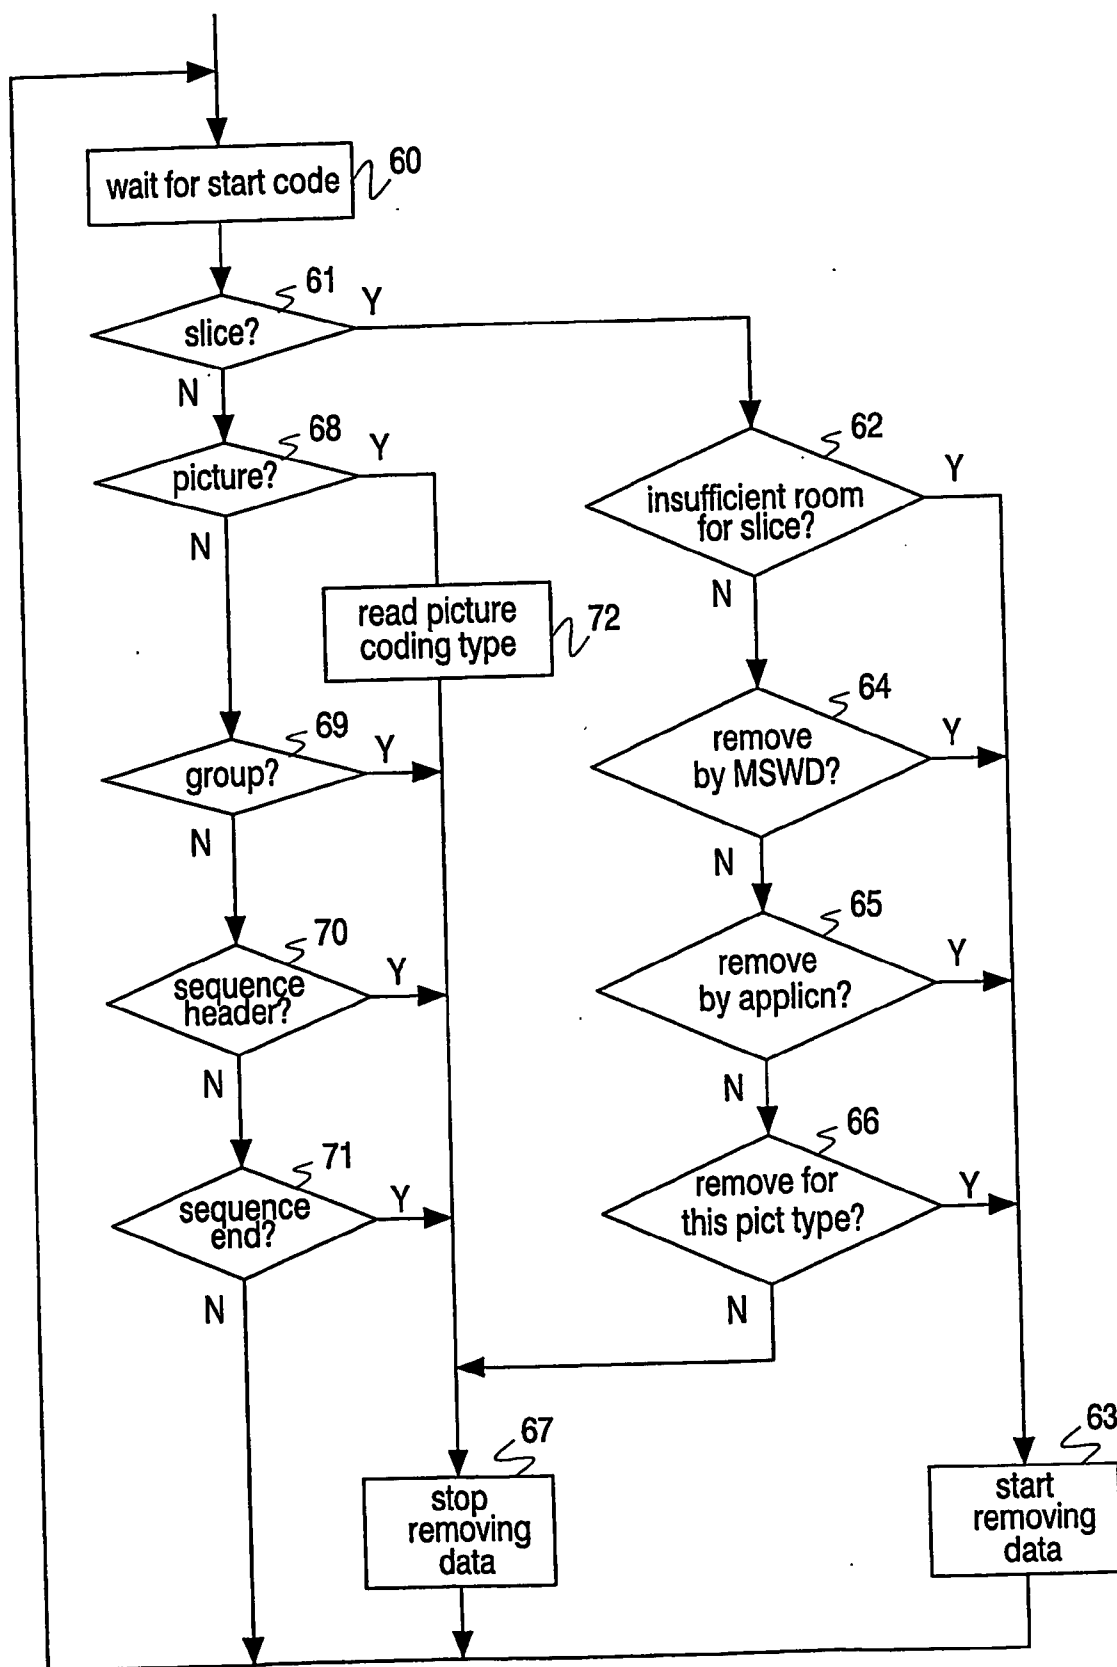 wait for start code
60
61
Y
slice?
N
68
Y
picture?
N
62
Y
insufficient room
for slice?
N
read picture
coding type
72
64
Y
remove
by MSWD?
N
69
Y
group?
N
65
Y
remove
by applicn?
N
70
Y
sequence
header?
N
66
Y
remove for
this pict type?
N
71
Y
sequence
end?
N
67
stop
removing
data
63
start
removing
data